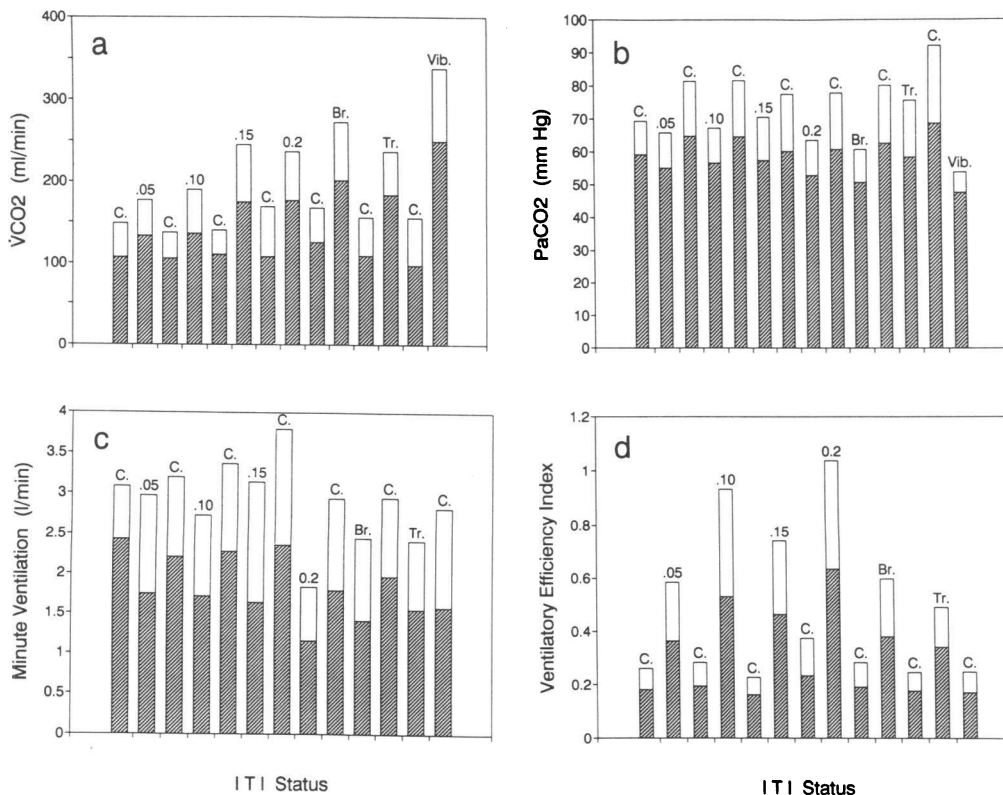 a
V̇CO2 (ml/min)
400
300
200
100
0
C.
.05
C.
.10
C.
.15
C.
0.2
C.
Br.
C.
Tr.
C.
Vib.
b
PaCO2 (mm Hg)
100
90
80
70
60
50
40
30
20
10
0
C.
.05
C.
.10
C.
.15
C.
0.2
C.
Br.
C.
Tr.
C.
Vib.
c
Minute Ventilation (l/min)
4
3.5
3
2.5
2
1.5
1
0.5
0
C.
.05
C.
.10
C.
.15
C.
0.2
C.
Br.
C.
Tr.
C.
I T I Status
d
Ventilatory Efficiency Index
1.2
1
0.8
0.6
0.4
0.2
0
C.
.05
C.
.10
C.
.15
C.
0.2
C.
Br.
C.
Tr.
C.
I T I Status